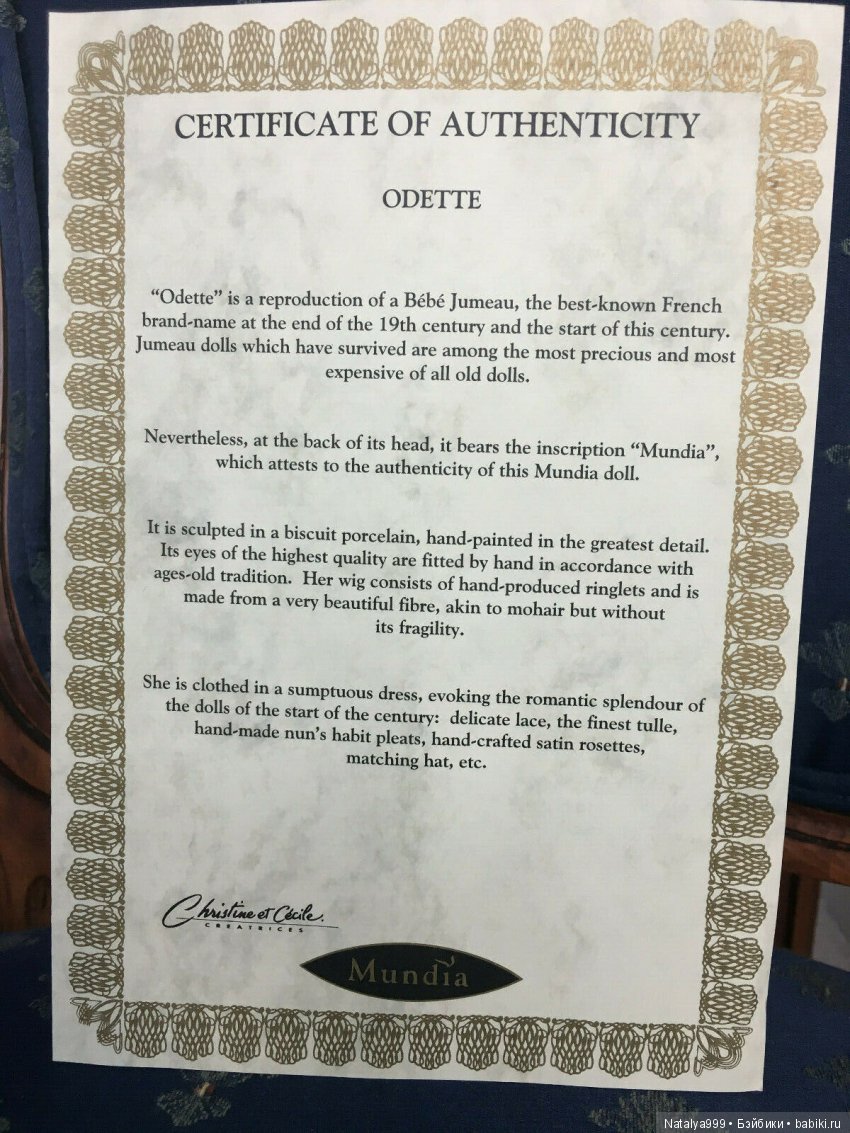 CERTIFICATE OF AUTHENTICITY
ODETTE
“Odette” is a reproduction of a Bébé Jumeau, the best-known French
brand-name at the end of the 19th century and the start of this century.
Jumeau dolls which have survived are among the most precious and most
expensive of all old dolls.
Nevertheless, at the back of its head, it bears the inscription “Mundia”,
which attests to the authenticity of this Mundia doll.
It is sculpted in a biscuit porcelain, hand-painted in the greatest detail.
Its eyes of the highest quality are fitted by hand in accordance with
ages-old tradition. Her wig consists of hand-produced ringlets and is
made from a very beautiful fibre, akin to mohair but without
its fragility.
She is clothed in a sumptuous dress, evoking the romantic splendour of
the dolls of the start of the century: delicate lace, the finest tulle,
hand-made nun's habit pleats, hand-crafted satin rosettes,
matching hat, etc.
Christine et Cécile.
CREATRICES
Mundia
Natalya999 • Бэйбики • babiki.ru